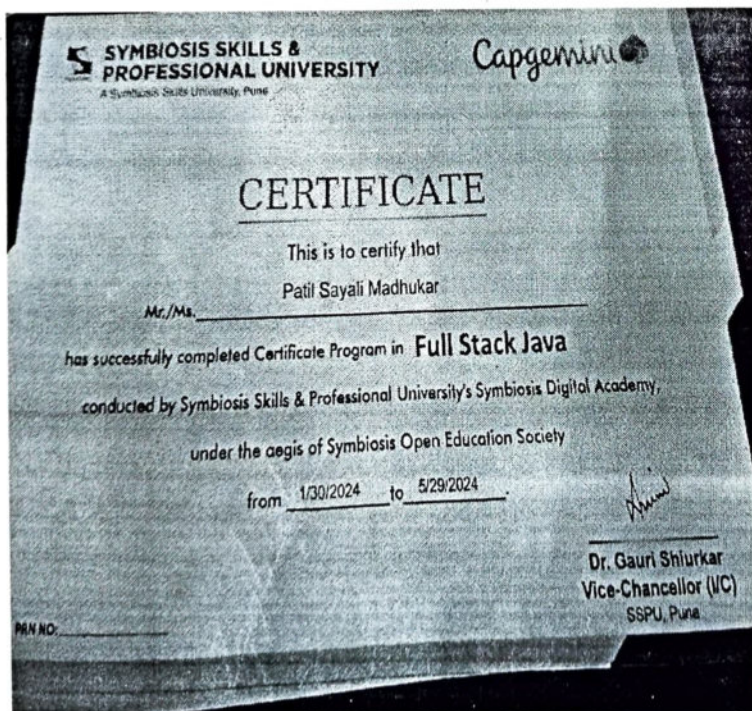 SYMBIOSIS SKILLS &
PROFESSIONAL UNIVERSITY
A Symbiosis Skills University, Pune
Capgemini
CERTIFICATE
This is to certify that
Patil Sayali Madhukar
Mr./Ms.
has successfully completed Certificate Program in Full Stack Java
conducted by Symbiosis Skills & Professional University's Symbiosis Digital Academy,
under the aegis of Symbiosis Open Education Society
from 1/30/2024 to 5/29/2024.
Dr. Gauri Shiurkar
Vice-Chancellor (I/C)
SSPU, Pune
PRN NO: